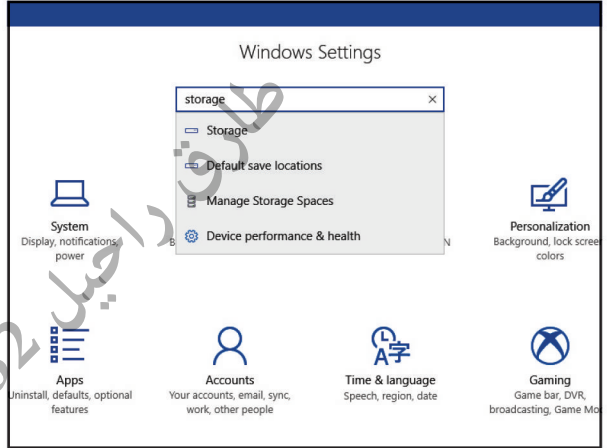 Windows Settings
storage
Storage
Default save locations
Manage Storage Spaces
Device performance & health
System
Display, notifications,
power
B
N
Personalization
Background, lock scree
colors
Apps
Uninstall, defaults, optional
features
Accounts
Your accounts, email, sync,
work, other people
Time & language
Speech, region, date
Gaming
Game bar, DVR,
broadcasting, Game Mo
طارق راحيل